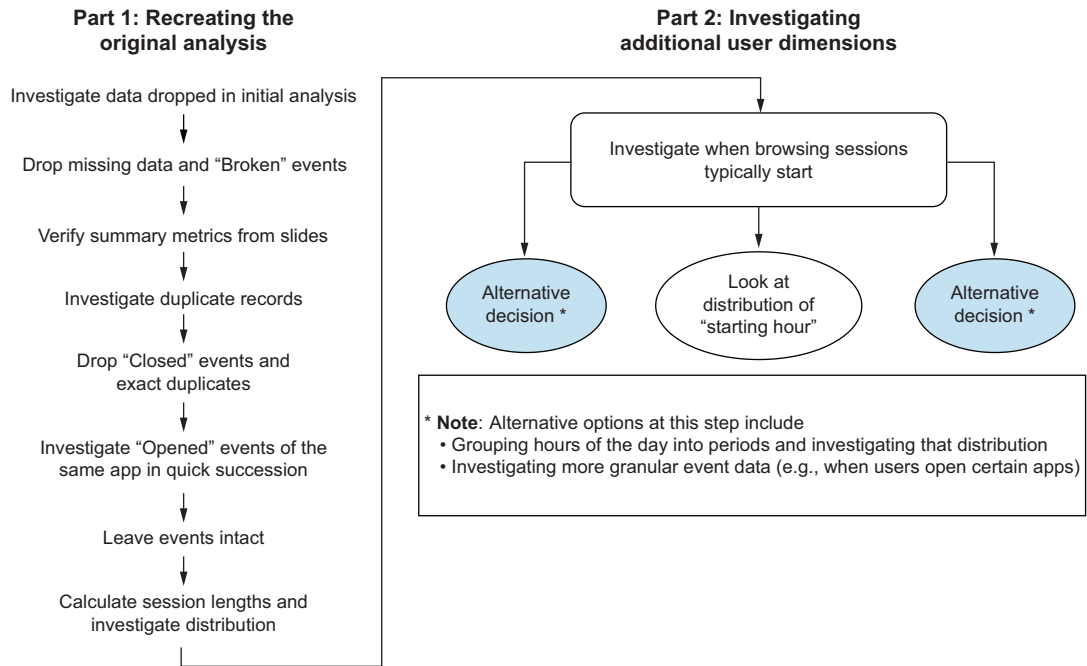 Part 1: Recreating the
original analysis
Investigate data dropped in initial analysis
Drop missing data and “Broken” events
Verify summary metrics from slides
Investigate duplicate records
Drop “Closed” events and
exact duplicates
Investigate “Opened” events of the
same app in quick succession
Leave events intact
Calculate session lengths and
investigate distribution
Part 2: Investigating
additional user dimensions
Investigate when browsing sessions
typically start
Alternative
decision *
Look at
distribution of
“starting hour”
Alternative
decision *
* Note: Alternative options at this step include
• Grouping hours of the day into periods and investigating that distribution
• Investigating more granular event data (e.g., when users open certain apps)